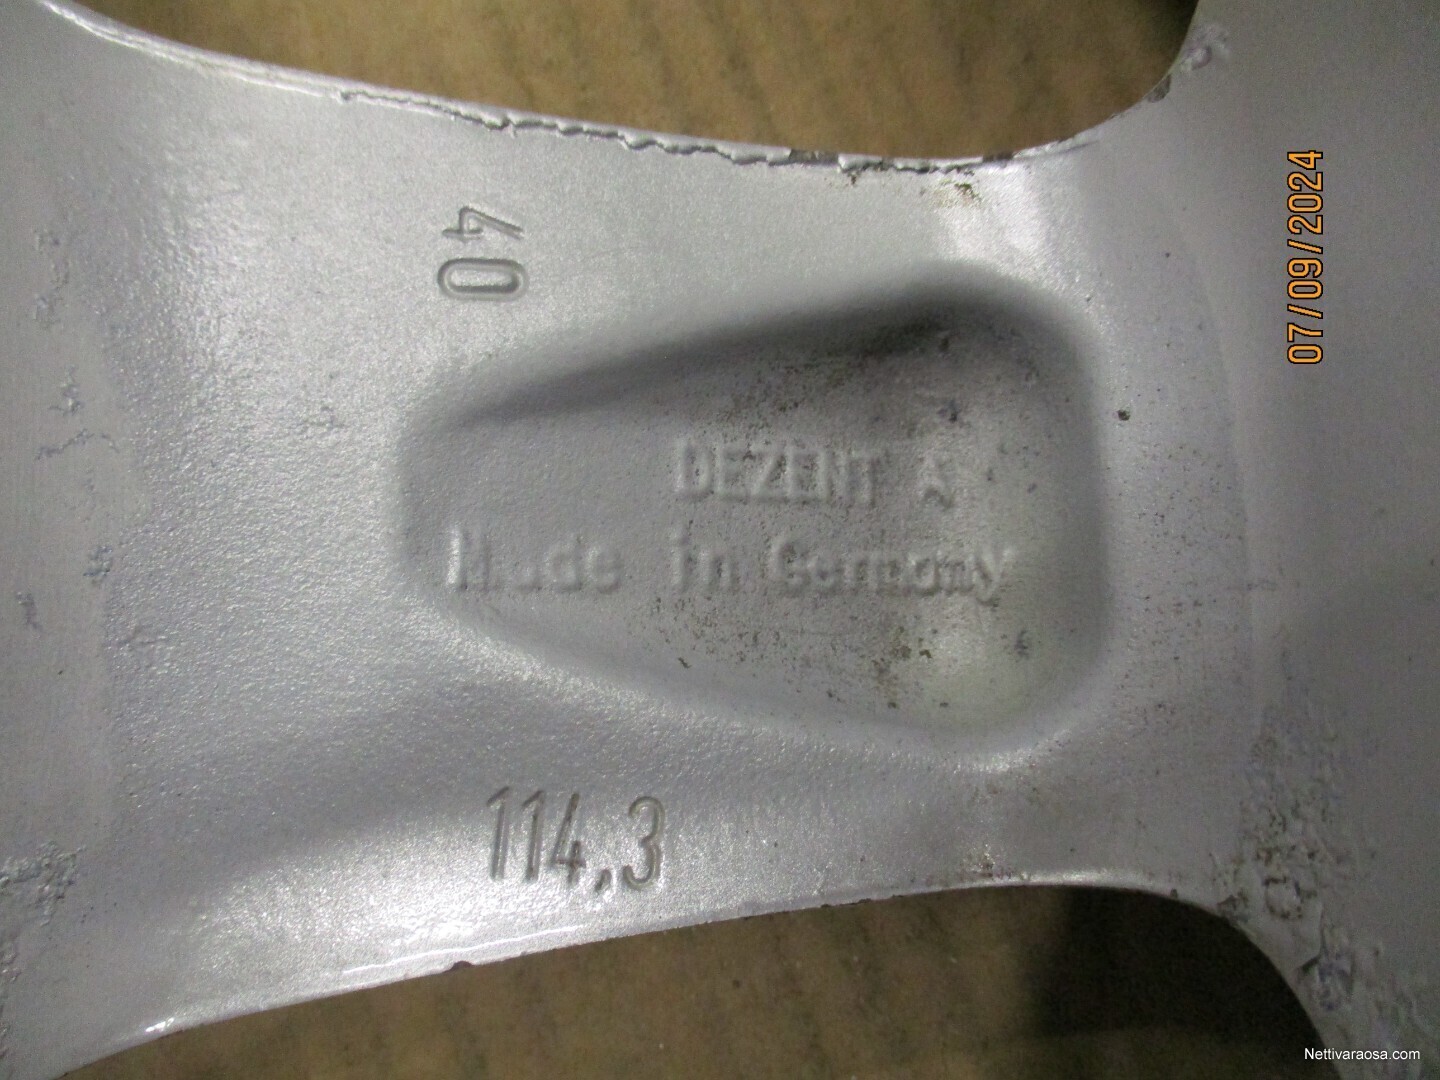 40
07/09/2024
DEZENT A
Made in Germany
114,3
Nettivaraosa.com